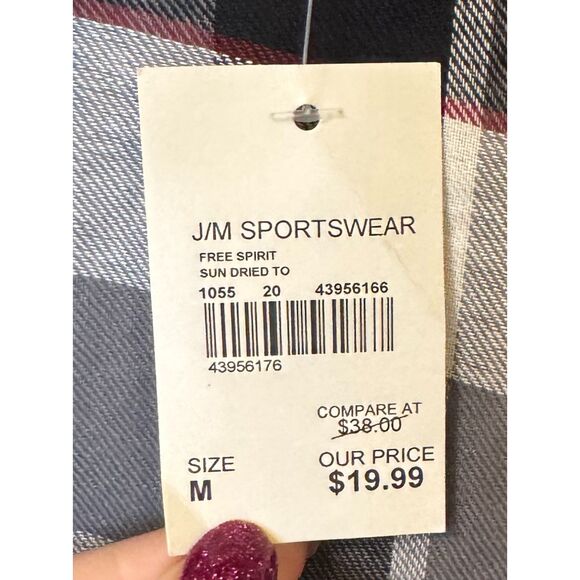 J/M SPORTSWEAR
FREE SPIRIT
SUN DRIED TO
1055 20 43956166
43956176
COMPARE AT
$38.00
SIZE OUR PRICE
M $19.99